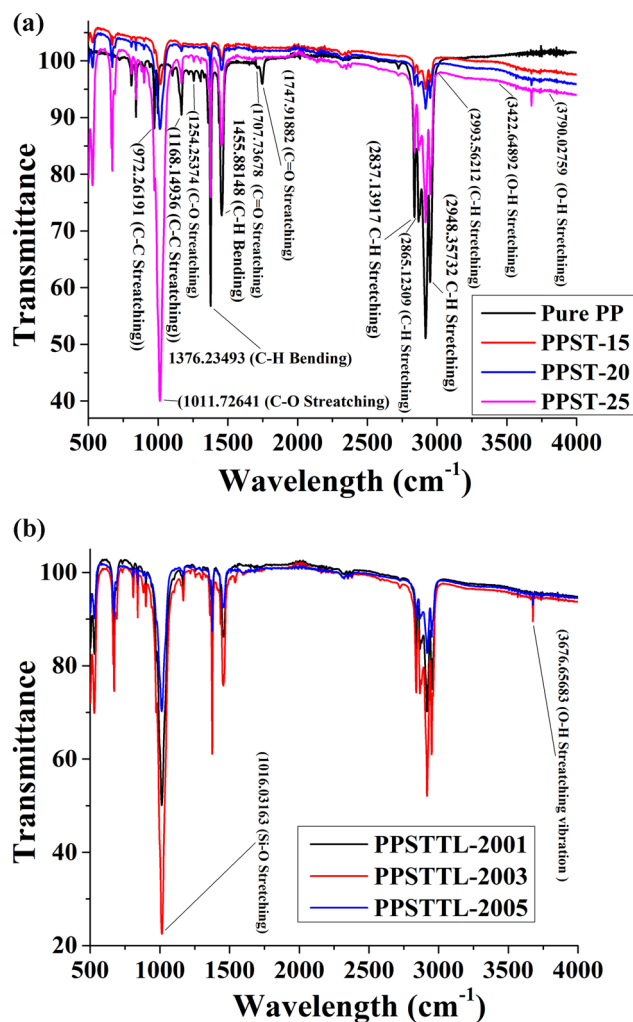 (a)
Transmittance
100
90
80
70
60
50
40
(972.26191 (C-C Streatching))
(1168.14936 (C-C Streatching))
(1254.25374 (C-O Streatching)
1455.88148 (C-H Bending)
(1707.73678 (C=O Streatching)
(1747.91882 (C=O Streatching)
1376.23493 (C-H Bending)
(1011.72641 (C-O Streatching)
2837.13917 C-H Stretching)
(2865.12309 (C-H Stretching)
(2948.35732 C-H Stretching)
(2993.56212 (C-H Stretching)
(3422.64892 (O-H Stretching)
(3790.02759 (O-H Stretching)
Pure PP
PPST-15
PPST-20
PPST-25
500 1000 1500 2000 2500 3000 3500 4000
Wavelength (cm-1)
(b)
Transmittance
100
80
60
40
20
(1016.03163 (Si-O Stretching)
(3676.65683 (O-H Streatching vibration )
PPSTTL-2001
PPSTTL-2003
PPSTTL-2005
500 1000 1500 2000 2500 3000 3500 4000
Wavelength (cm-1)